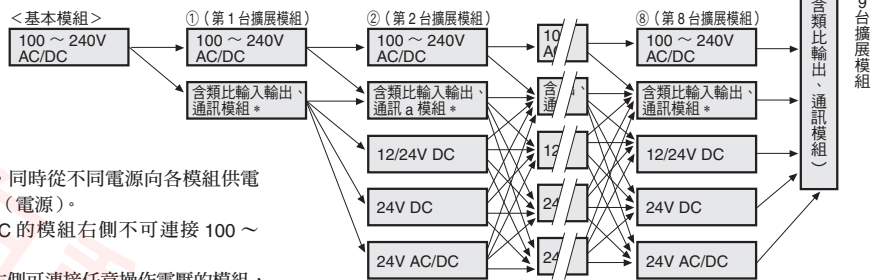 <基本模組>
①(第1台擴展模組)
②(第2台擴展模組)
⑧(第8台擴展模組)
100 ~ 240V
AC/DC
100 ~ 240V
AC/DC
100 ~ 240V
AC/DC
10
A
100 ~ 240V
AC/DC
含類比輸入輸出、
通訊模組*
含類比輸入輸出、
通訊 a 模組*
含
、
通
含類比輸入輸出、
通訊模組*
12/24V DC
12
12/24V DC
24V DC
24
24V DC
24V AC/DC
24
24V AC/DC
含類比輸出、通訊模組)
9台擴展模組
,同時從不同電源向各模組供電
(電源)。
C 的模組右側不可連接 100 ~
側可連接任意操作電壓的模組,